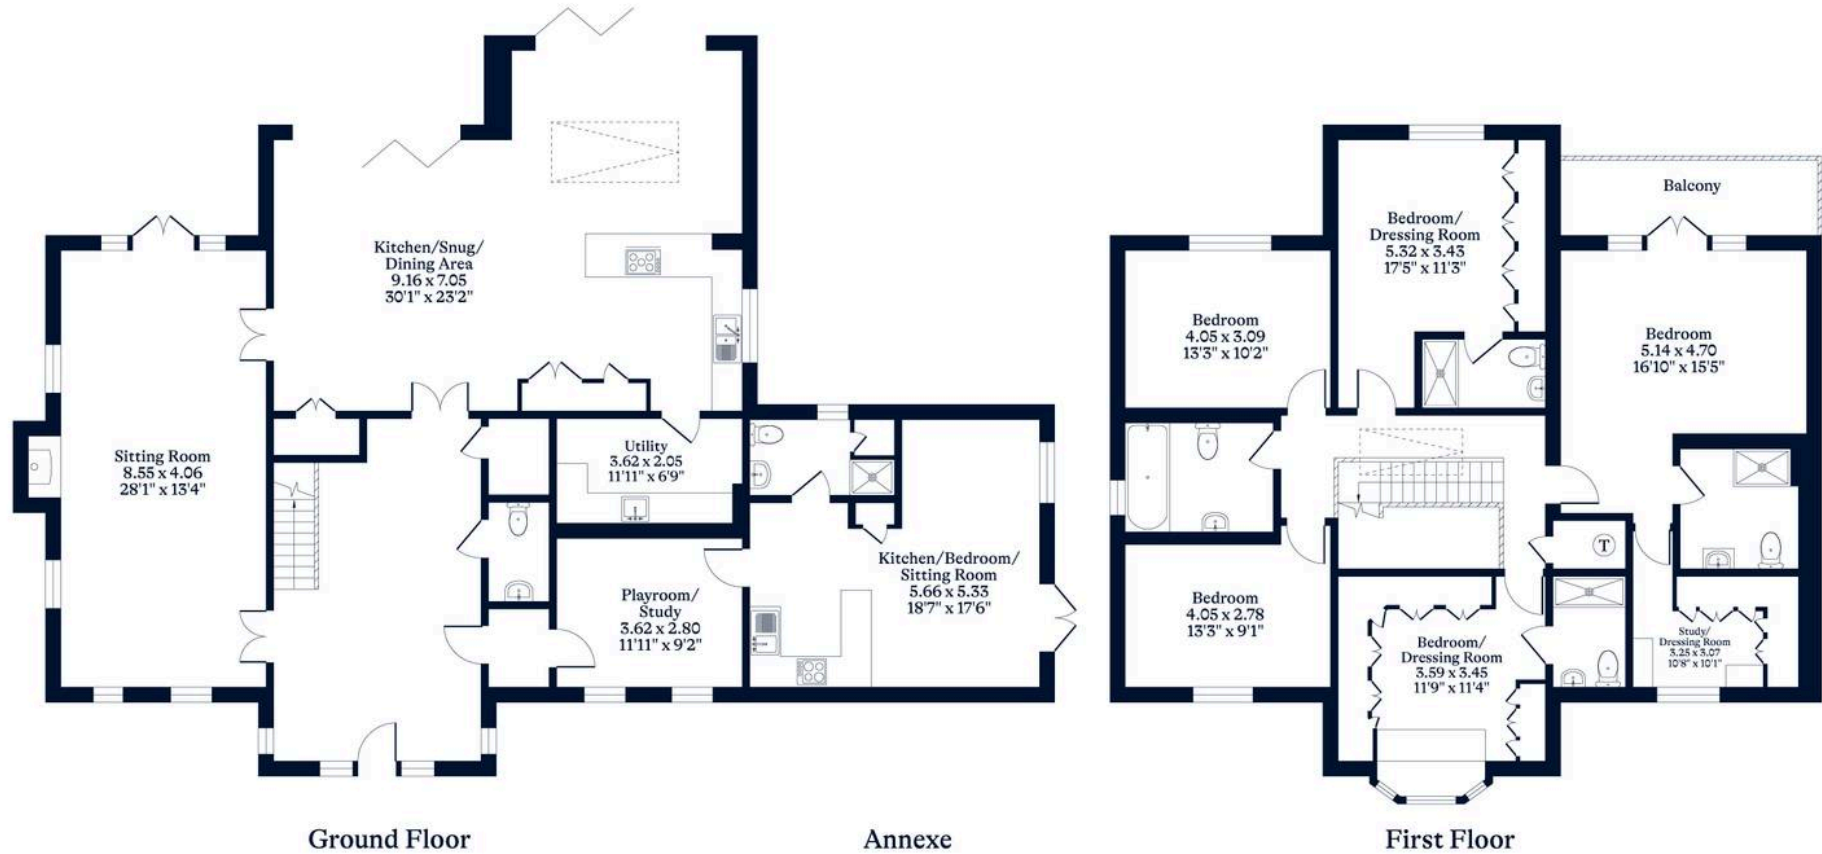 Kitchen/Snug/
Dining Area
9.16 x 7.05
30'1" x 23'2"
Sitting Room
8.55 x 4.06
28'1" x 13'4"
Utility
3.62 x 2.05
11'11" x 6'9"
Playroom/
Study
3.62 x 2.80
11'11" x 9'2"
Kitchen/Bedroom/
Sitting Room
5.66 x 5.33
18'7" x 17'6"
Balcony
Bedroom/
Dressing Room
5.32 x 3.43
17'5" x 11'3"
Bedroom
4.05 x 3.09
13'3" x 10'2"
Bedroom
5.14 x 4.70
16'10" x 15'5"
T
Bedroom
4.05 x 2.78
13'3" x 9'1"
Bedroom/
Dressing Room
3.59 x 3.45
11'9" x 11'4"
Study/
Dressing Room
3.25 x 3.07
10'8" x 10'1"
Ground Floor
Annexe
First Floor